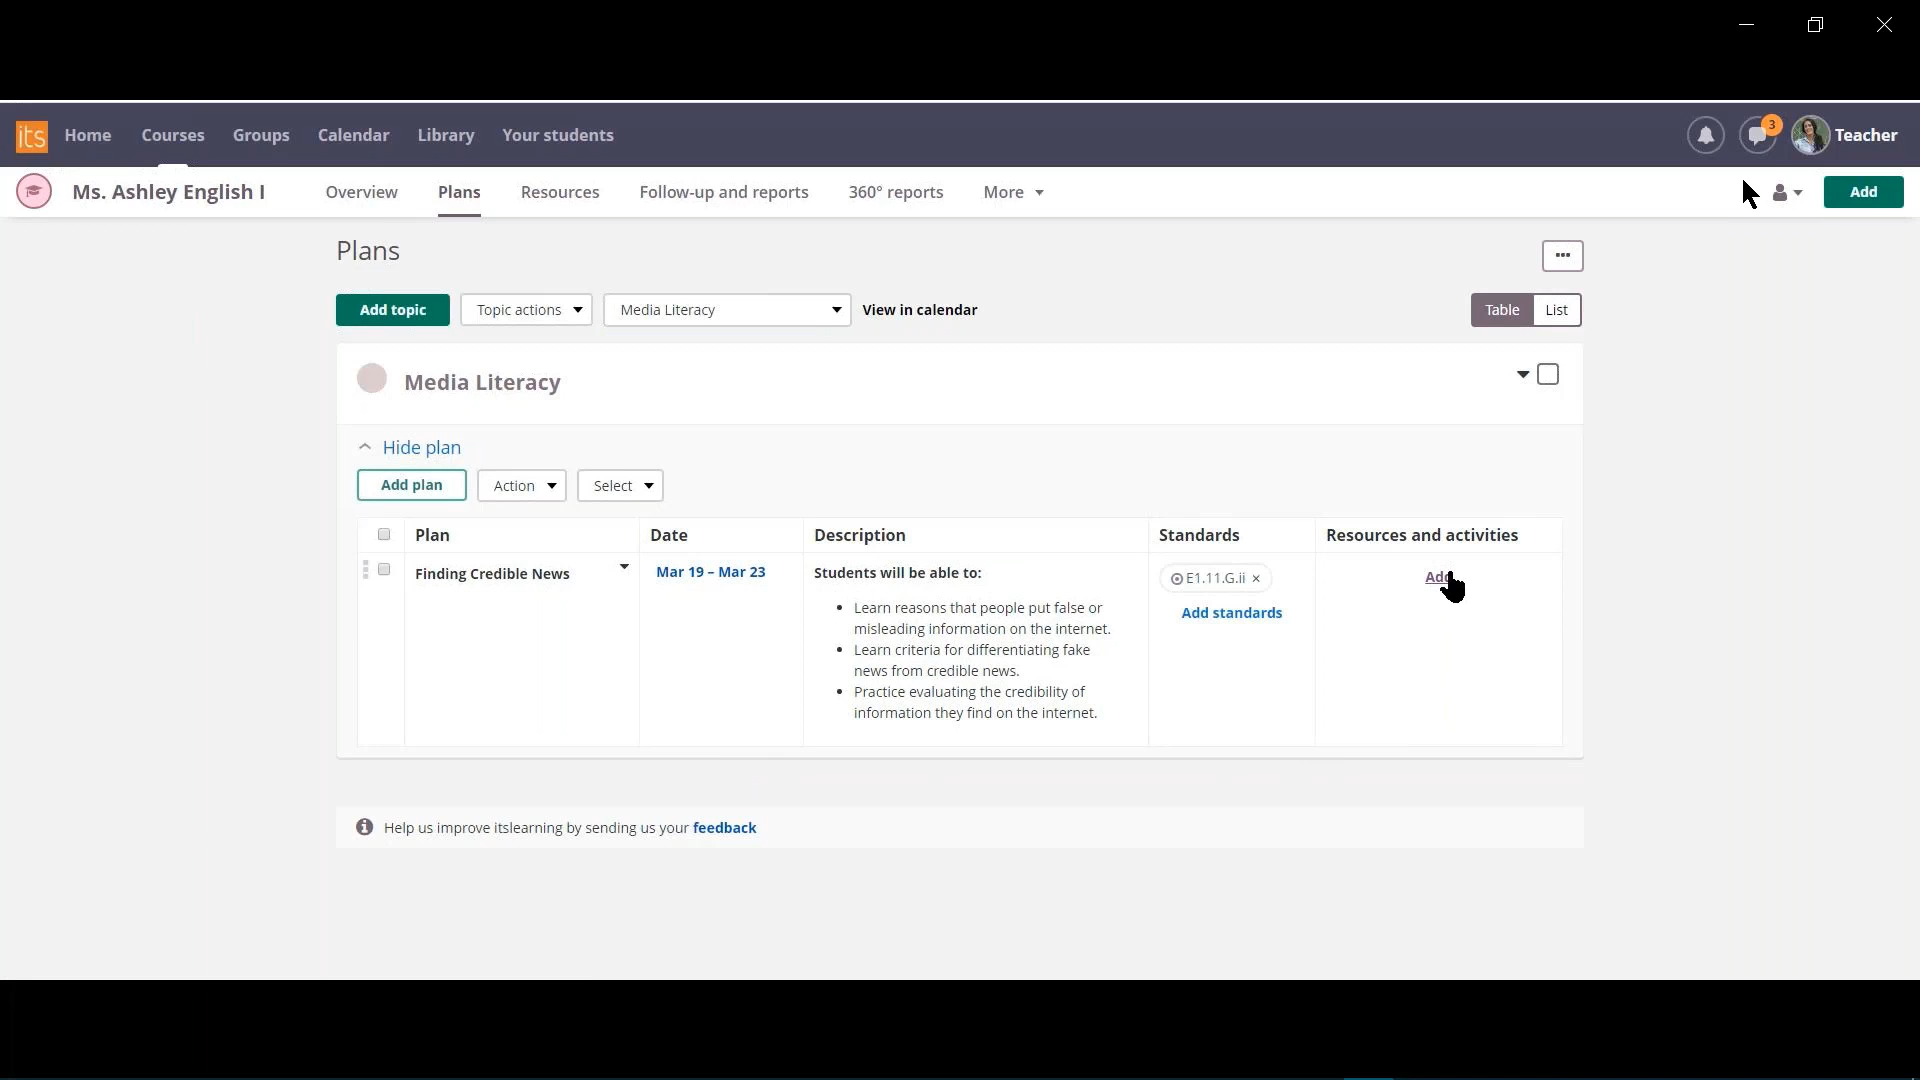 its Home Courses Groups Calendar Library Your students 3 Teacher
Ms. Ashley English I Overview Plans Resources Follow-up and reports 360° reports More Add
Plans
Add topic Topic actions Media Literacy View in calendar Table List
Media Literacy
Hide plan
Add plan Action Select
Plan Date Description Standards Resources and activities
Finding Credible News Mar 19 – Mar 23 Students will be able to: E1.11.G.ii × Add
• Learn reasons that people put false or
misleading information on the internet.
Add standards
• Learn criteria for differentiating fake
news from credible news.
• Practice evaluating the credibility of
information they find on the internet.
Help us improve itslearning by sending us your feedback